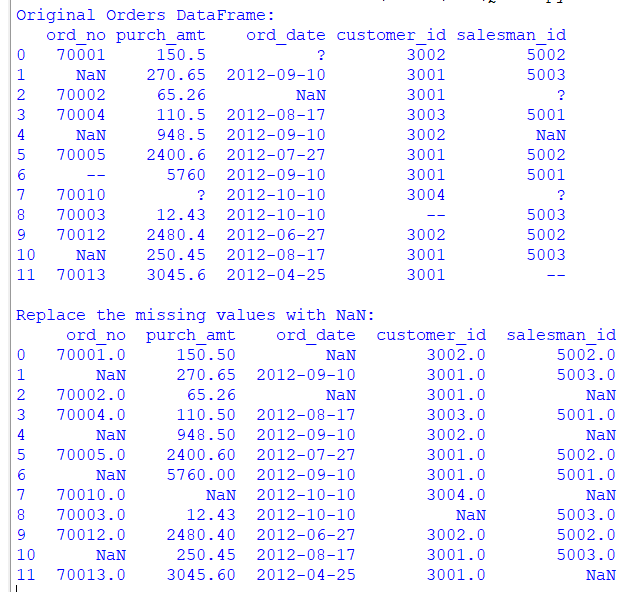 Original Orders DataFrame:
   ord_no purch_amt    ord_date customer_id salesman_id
0   70001     150.5           ?        3002        5002
1     NaN    270.65  2012-09-10        3001        5003
2   70002     65.26         NaN        3001           ?
3   70004     110.5  2012-08-17        3003        5001
4     NaN     948.5  2012-09-10        3002         NaN
5   70005    2400.6  2012-07-27        3001        5002
6      --      5760  2012-09-10        3001        5001
7   70010         ?  2012-10-10        3004           ?
8   70003     12.43  2012-10-10          --        5003
9   70012    2480.4  2012-06-27        3002        5002
10    NaN    250.45  2012-08-17        3001        5003
11  70013    3045.6  2012-04-25        3001          --

Replace the missing values with NaN:
     ord_no  purch_amt    ord_date  customer_id  salesman_id
0   70001.0     150.50         NaN       3002.0       5002.0
1       NaN     270.65  2012-09-10       3001.0       5003.0
2   70002.0      65.26         NaN       3001.0          NaN
3   70004.0     110.50  2012-08-17       3003.0       5001.0
4       NaN     948.50  2012-09-10       3002.0          NaN
5   70005.0    2400.60  2012-07-27       3001.0       5002.0
6       NaN    5760.00  2012-09-10       3001.0       5001.0
7   70010.0        NaN  2012-10-10       3004.0          NaN
8   70003.0      12.43  2012-10-10          NaN       5003.0
9   70012.0    2480.40  2012-06-27       3002.0       5002.0
10      NaN     250.45  2012-08-17       3001.0       5003.0
11  70013.0    3045.60  2012-04-25       3001.0          NaN